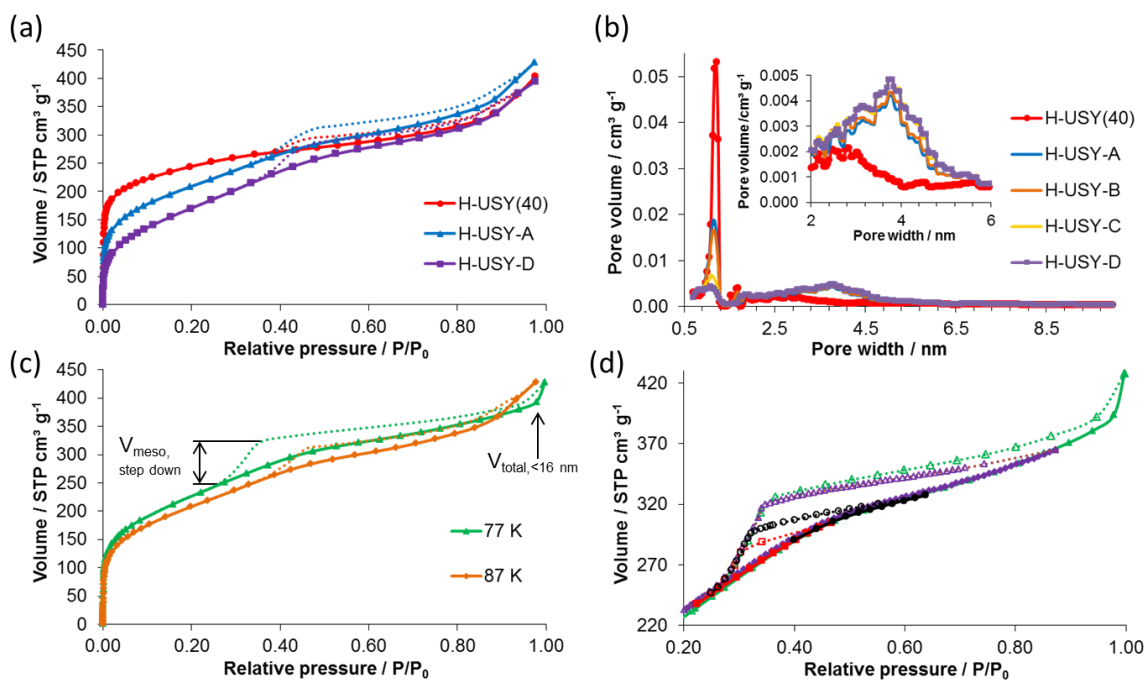 (a)
450
400
350
300
250
200
150
100
50
0
Volume / STP cm³ g⁻¹
0.00 0.20 0.40 0.60 0.80 1.00
Relative pressure / P/P₀
H-USY(40)
H-USY-A
H-USY-D
(b)
0.05
0.04
0.03
0.02
0.01
0.00
Pore volume / cm³ g⁻¹
0.5 2.5 4.5 6.5 8.5
Pore width / nm
0.005
0.004
0.003
0.002
0.001
0.000
Pore volume /cm³ g⁻¹
2 4 6
Pore width / nm
H-USY(40)
H-USY-A
H-USY-B
H-USY-C
H-USY-D
(c)
450
400
350
300
250
200
150
100
50
0
Volume / STP cm³ g⁻¹
0.00 0.20 0.40 0.60 0.80 1.00
Relative pressure / P/P₀
V meso,
step down
V total,<16 nm
77 K
87 K
(d)
420
370
320
270
220
Volume / STP cm³ g⁻¹
0.20 0.40 0.60 0.80 1.00
Relative pressure / P/P₀